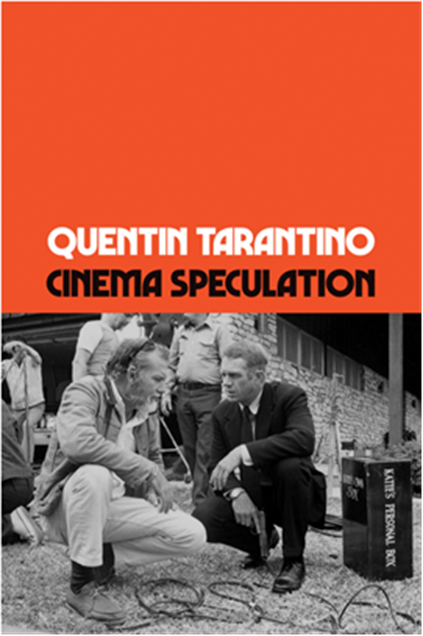 QUENTIN TARANTINO
CINEMA SPECULATION
KATIE'S PERSONAL BOX